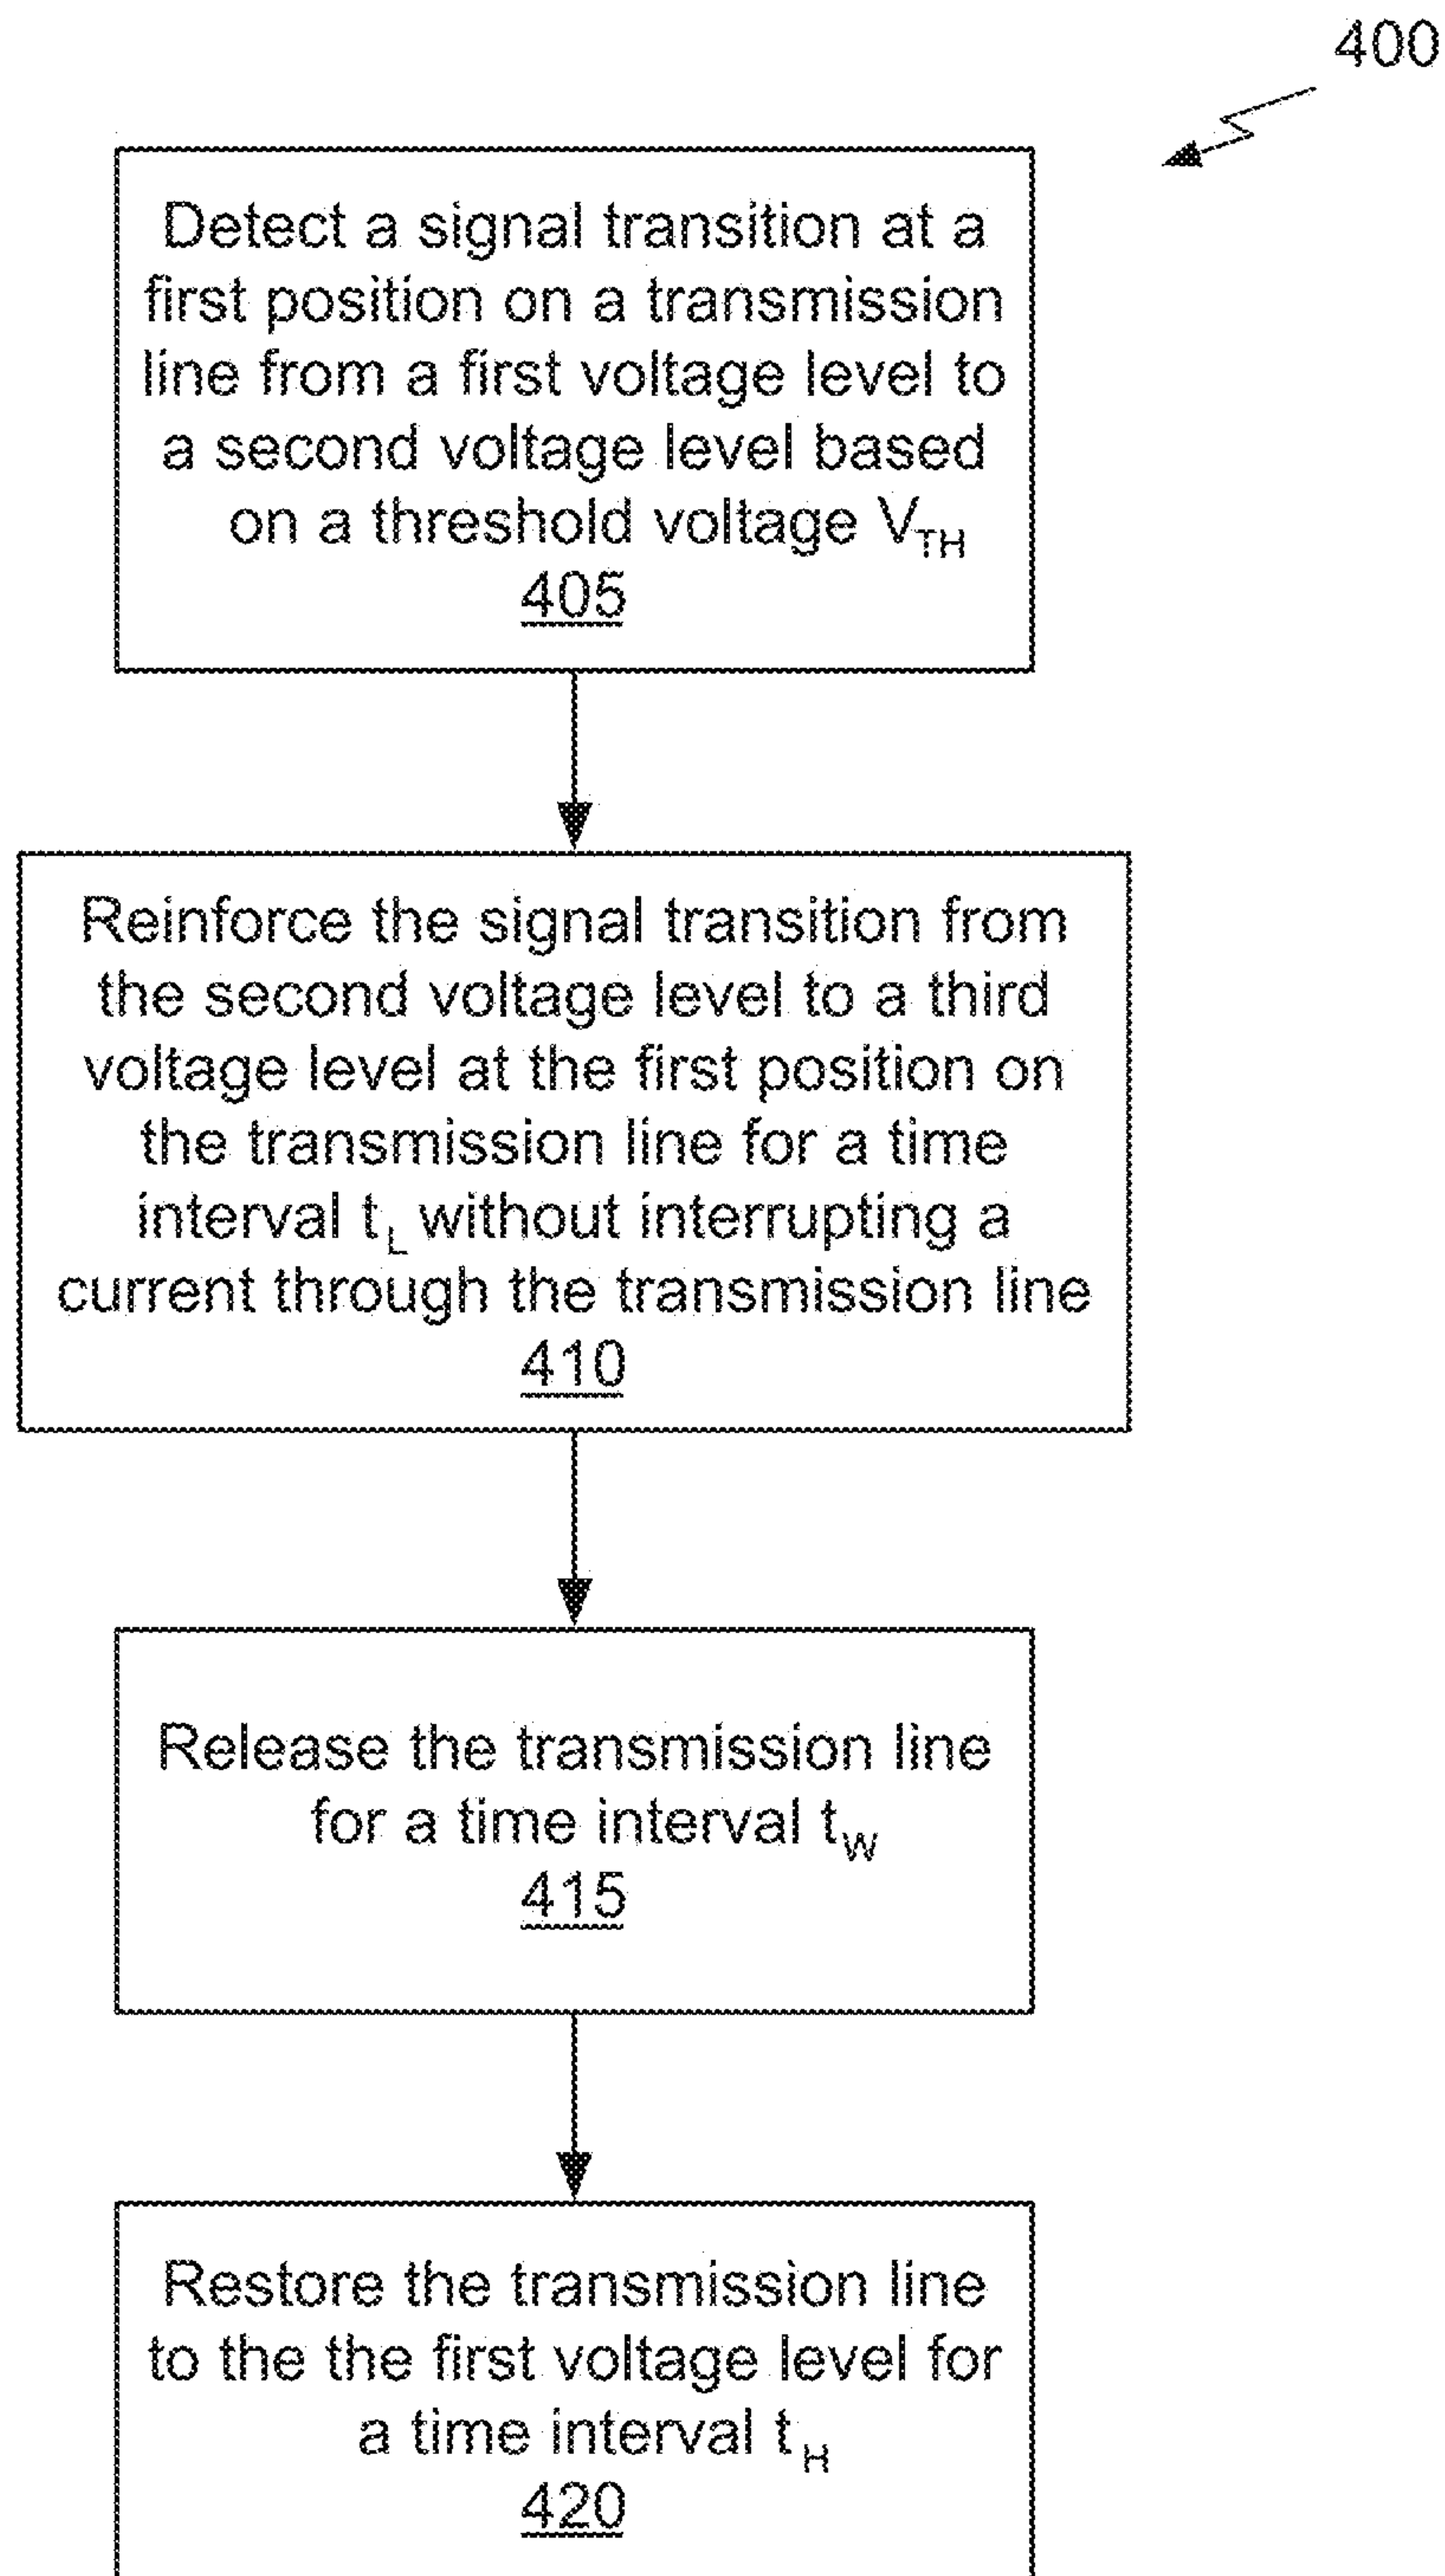 400
Detect a signal transition at a
first position on a transmission
line from a first voltage level to
a second voltage level based
on a threshold voltage VTH
405
Reinforce the signal transition from
the second voltage level to a third
voltage level at the first position on
the transmission line for a time
interval tL without interrupting a
current through the transmission line
410
Release the transmission line
for a time interval tW
415
Restore the transmission line
to the the first voltage level for
a time interval tH
420